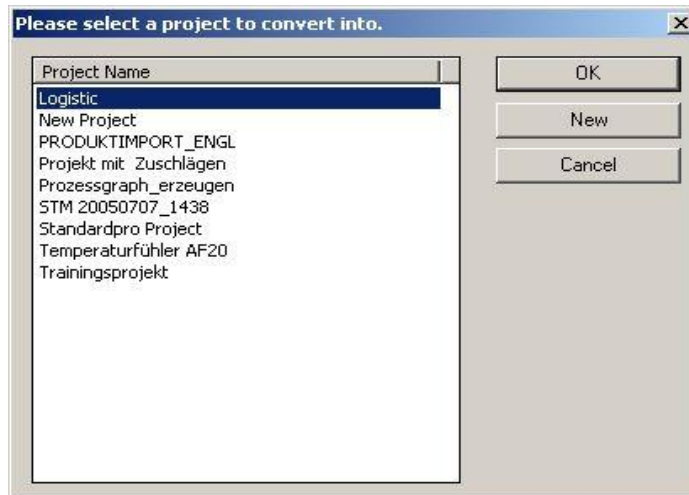 Please select a project to convert into.
Project Name
Logistic
New Project
PRODUKTIMPORT_ENGL
Projekt mit  Zuschlägen
Prozessgraph_erzeugen
STM 20050707_1438
Standardpro Project
Temperaturfühler AF20
Trainingsprojekt
OK
New
Cancel